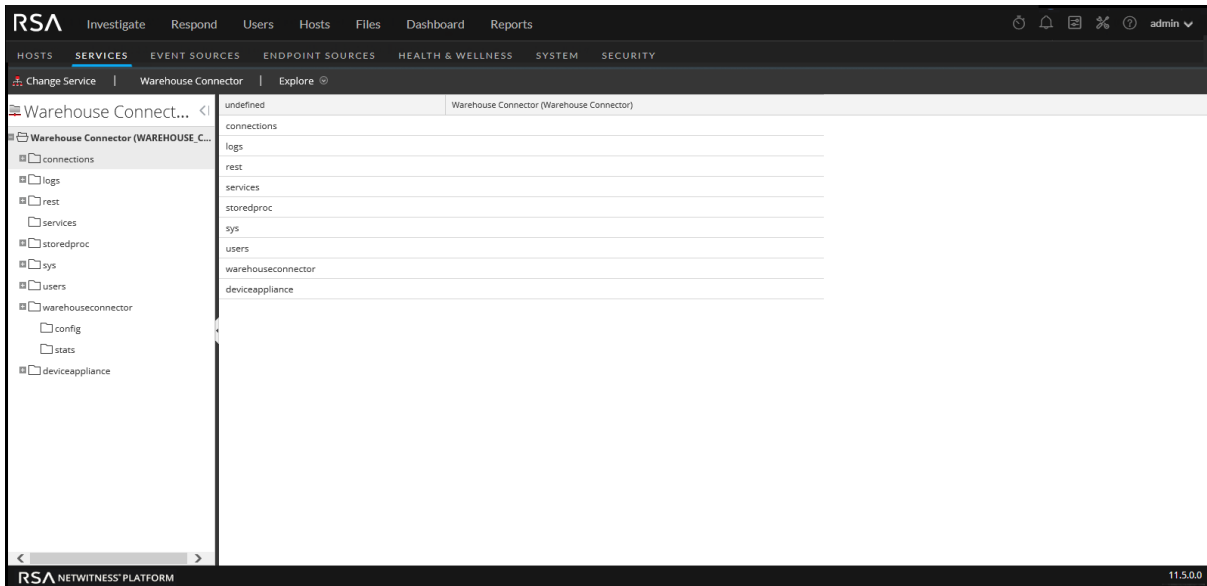 RSA Investigate Respond Users Hosts Files Dashboard Reports admin
HOSTS SERVICES EVENT SOURCES ENDPOINT SOURCES HEALTH & WELLNESS SYSTEM SECURITY
Change Service | Warehouse Connector | Explore
Warehouse Connect...
Warehouse Connector (WAREHOUSE_C...
connections
logs
rest
services
storedproc
sys
users
warehouseconnector
config
stats
deviceappliance
undefined Warehouse Connector (Warehouse Connector)
connections
logs
rest
services
storedproc
sys
users
warehouseconnector
deviceappliance
RSA NETWITNESS® PLATFORM 11.5.0.0